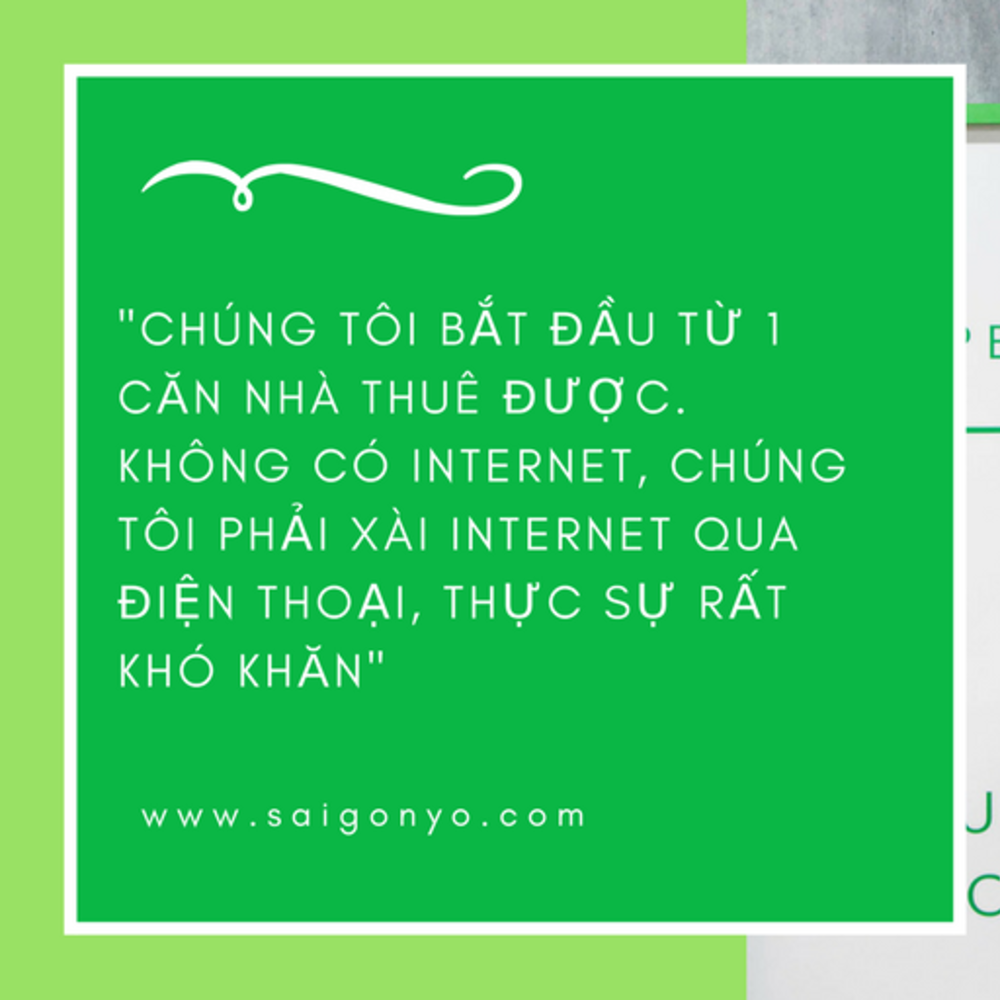 "CHÚNG TÔI BẮT ĐẦU TỪ 1
CĂN NHÀ THUÊ ĐƯỢC.
KHÔNG CÓ INTERNET, CHÚNG
TÔI PHẢI XÀI INTERNET QUA
ĐIỆN THOẠI, THỰC SỰ RẤT
KHÓ KHĂN"
www.saigonyo.com